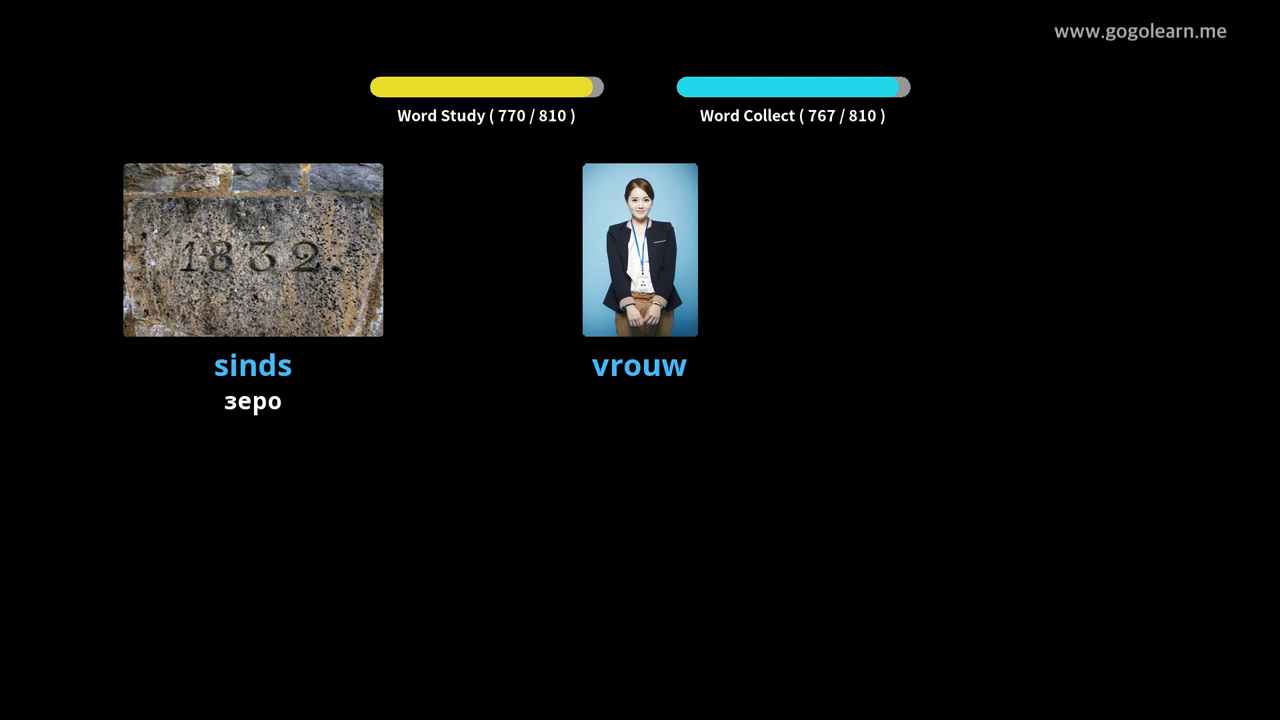 www.gogolearn.me
Word Study ( 770 / 810 )
Word Collect ( 767 / 810 )
1832.
sinds
зеро
vrouw